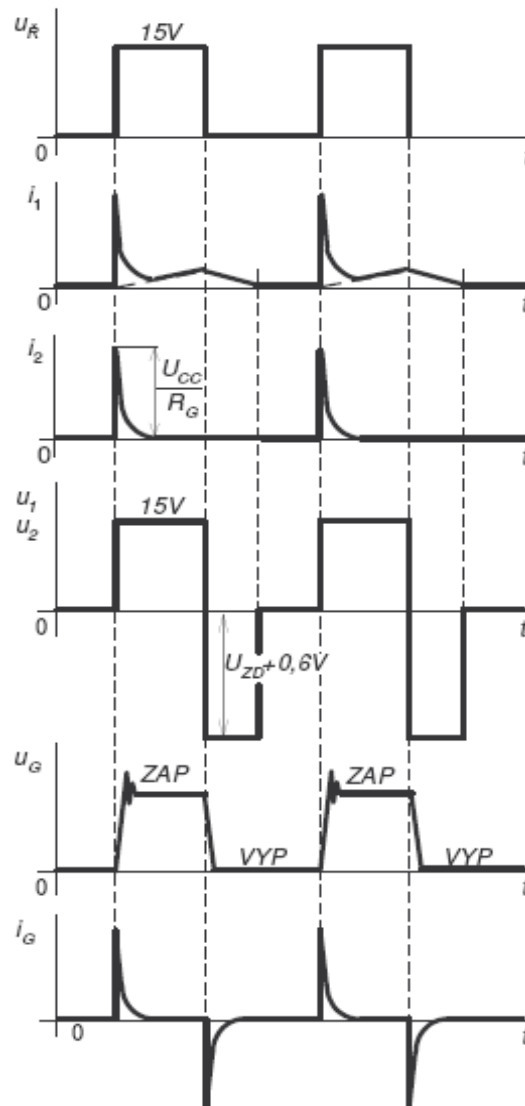 u_Ř
15V
0
t
i_1
0
t
i_2
U_CC
R_G
0
t
u_1
u_2
15V
0
t
U_ZD+0,6V
u_G
ZAP
ZAP
VYP
VYP
0
t
i_G
0
t